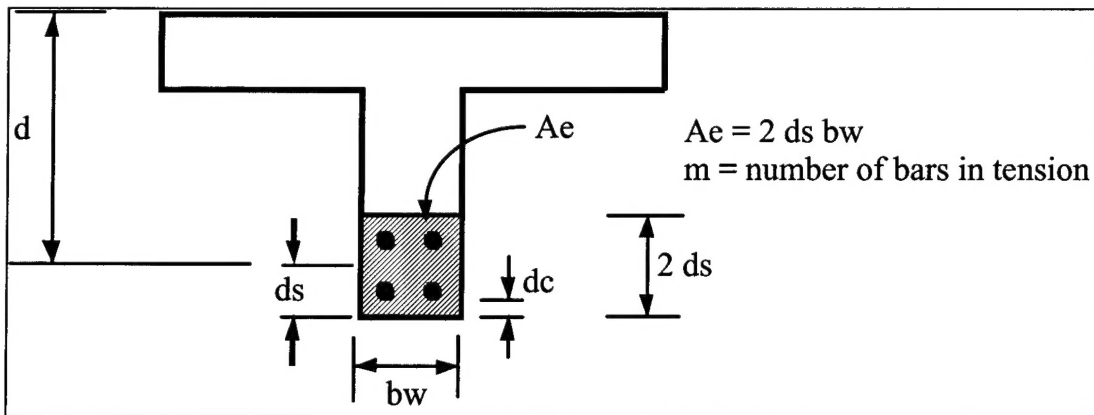 d
Ae
Ae = 2 ds bw
m = number of bars in tension
ds
dc
2 ds
bw